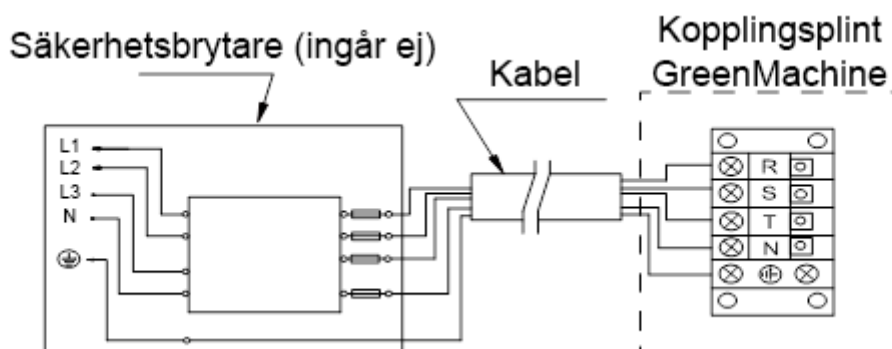 Säkerhetsbrytare (ingår ej)
Kabel
Kopplingsplint
GreenMachine
L1
L2
L3
N
R
S
T
N